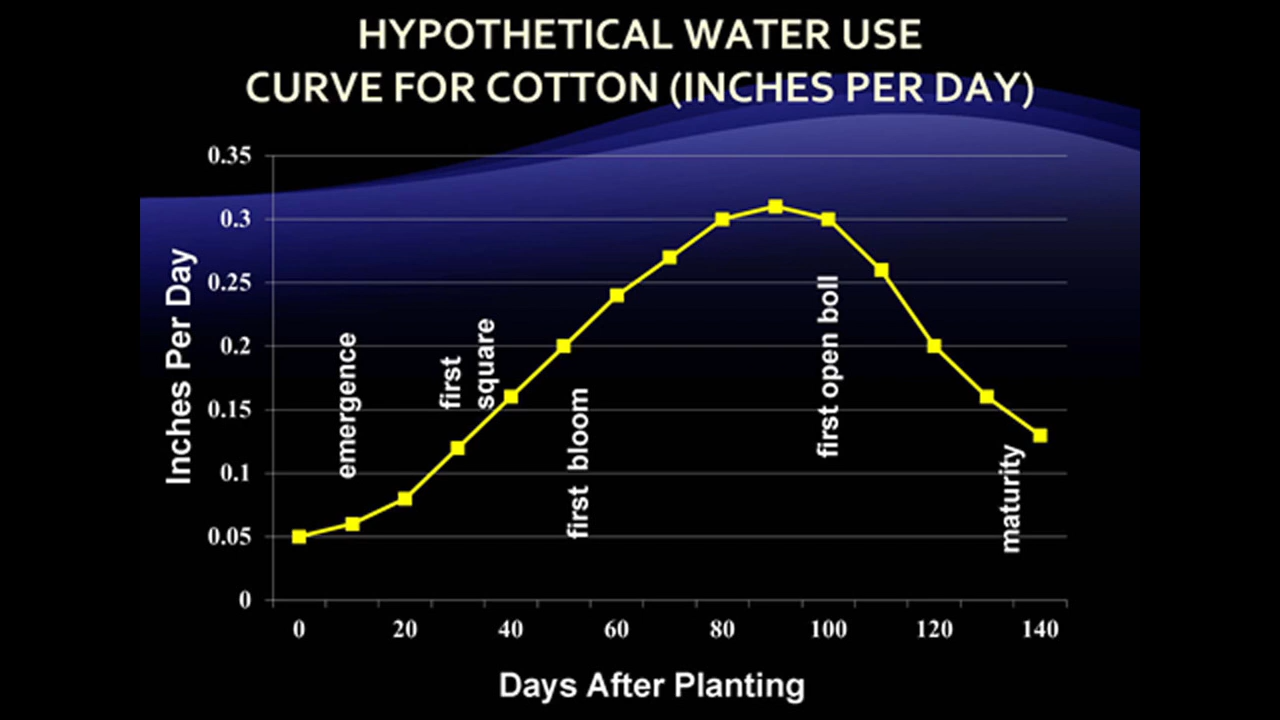 HYPOTHETICAL WATER USE
CURVE FOR COTTON (INCHES PER DAY)
0.35
0.3
0.25
0.2
0.15
0.1
0.05
0
Inches Per Day
emergence
first
square
first bloom
first open boll
maturity
0 20 40 60 80 100 120 140
Days After Planting